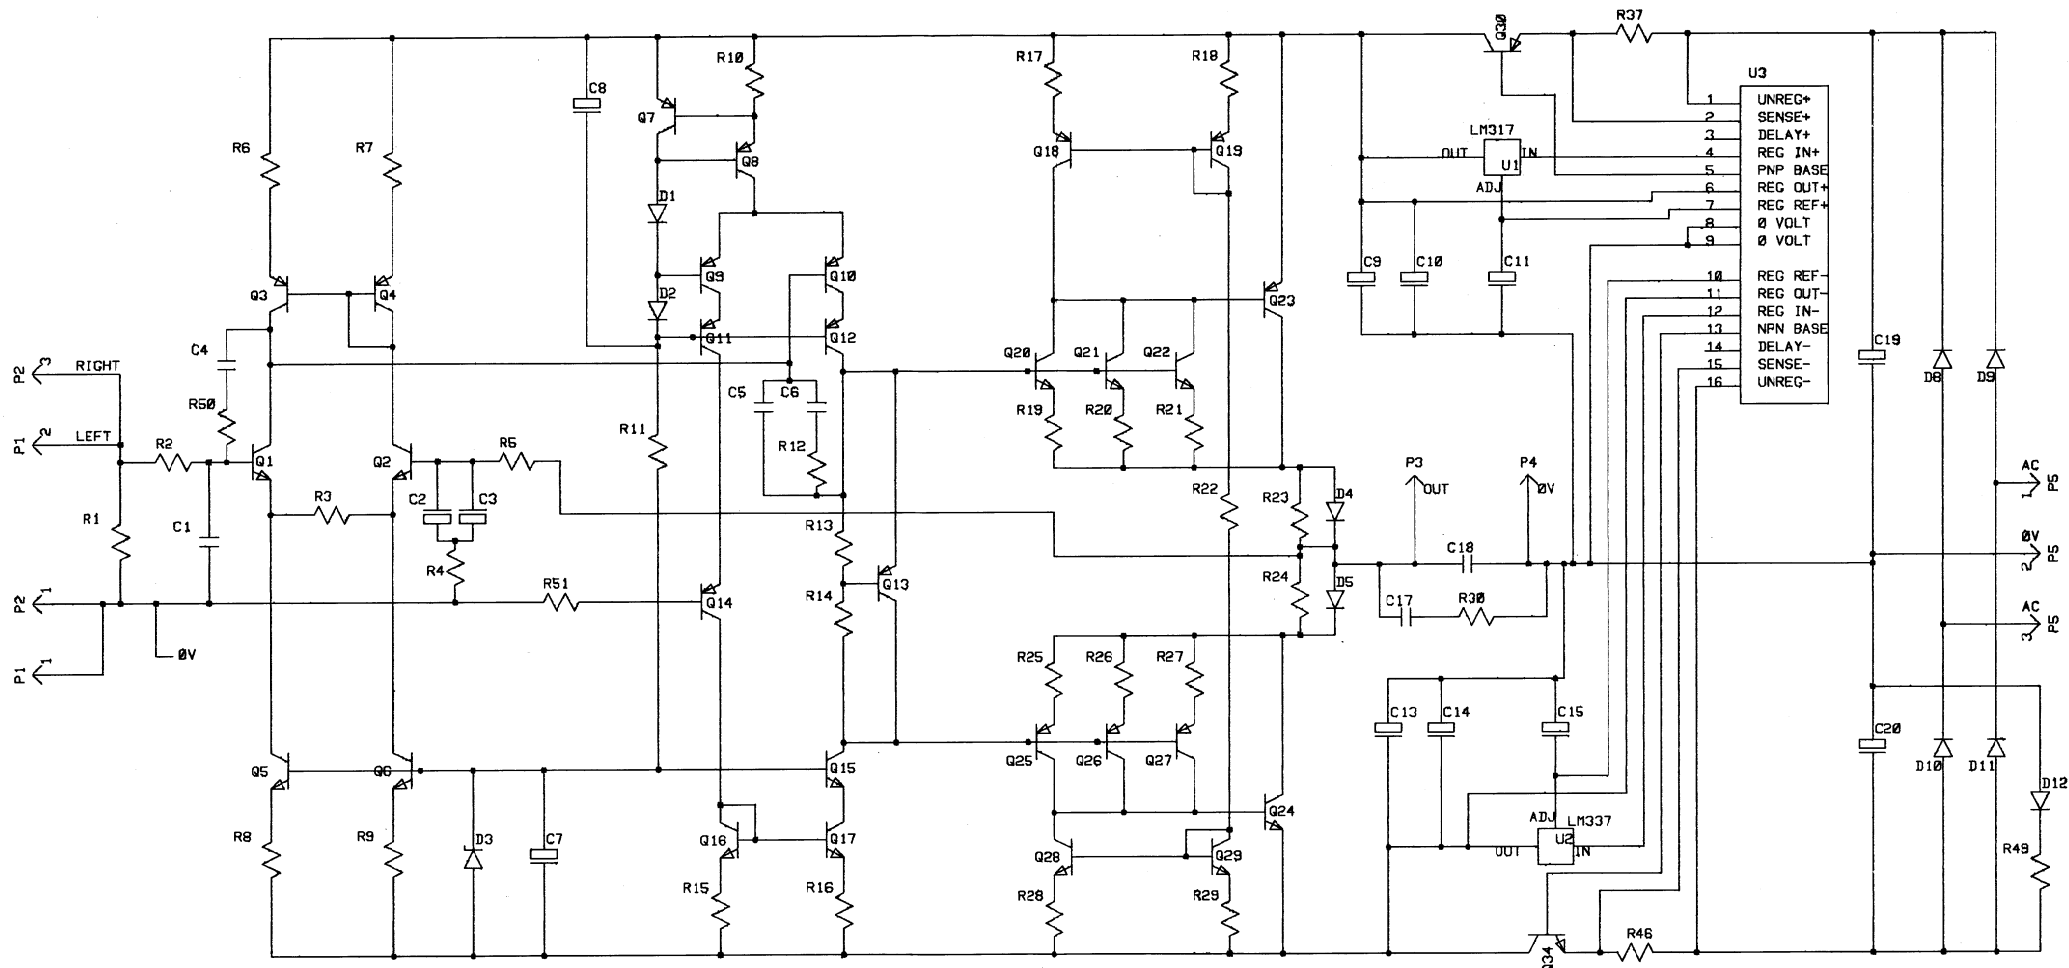 R37
Q30
R10
R17
R18
U3
C8
1 UNREG+
2 SENSE+
Q7
3 DELAY+
LM317
4 REG IN+
OUT
IN
U1
5 PNP BASE
R6
R7
Q8
Q18
Q19
ADJ
6 REG OUT+
7 REG REF+
D1
8 0 VOLT
9 0 VOLT
Q9
Q10
C9
C10
C11
10 REG REF-
Q3
Q4
D2
Q23
11 REG OUT-
12 REG IN-
Q11
Q12
13 NPN BASE
C4
Q20
Q21
Q22
14 DELAY-
C19
P2 3 RIGHT
15 SENSE-
D8
D9
16 UNREG-
C5
C6
R50
R19
R20
R21
P1 2 LEFT
R2
R11
R12
Q1
Q2
R5
P3
OUT
P4
0V
AC
1
P5
R3
C2
C3
R22
R23
D4
R1
C1
R13
0V
2
P5
C18
R4
R51
Q13
R24
D5
P2 1
Q14
R14
C17
R30
AC
3
P5
0V
P1 1
R25
R26
R27
C13
C14
C15
C20
Q5
Q6
Q15
Q25
Q26
Q27
D10
D11
D12
Q24
ADJ
LM337
R8
R9
D3
C7
Q16
Q17
Q28
Q29
OUT
U2
IN
R49
R15
R16
R28
R29
R46
Q34